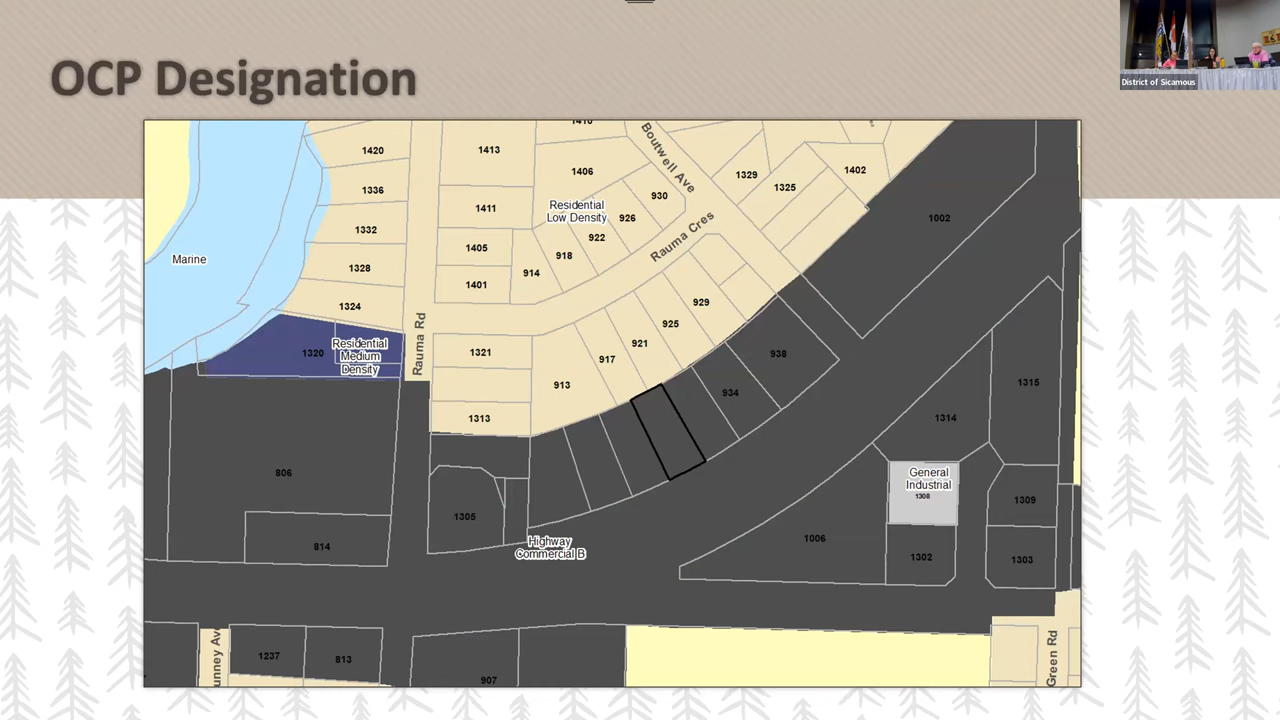 OCP Designation
District of Sicamous
1410
1420
1413
Boutwell Ave
1406
1329
1402
1336
930
1325
1411
Residential
Low Density
926
1002
1332
922
Rauma Cres
1405
918
Marine
1328
914
1401
1324
929
925
Rauma Rd
1320
Residential
Medium
Density
1321
921
938
917
913
934
1315
1313
1314
806
General
Industrial
1308
1309
1305
814
Highway
Commercial B
1006
1302
1303
1237
813
907
Green Rd